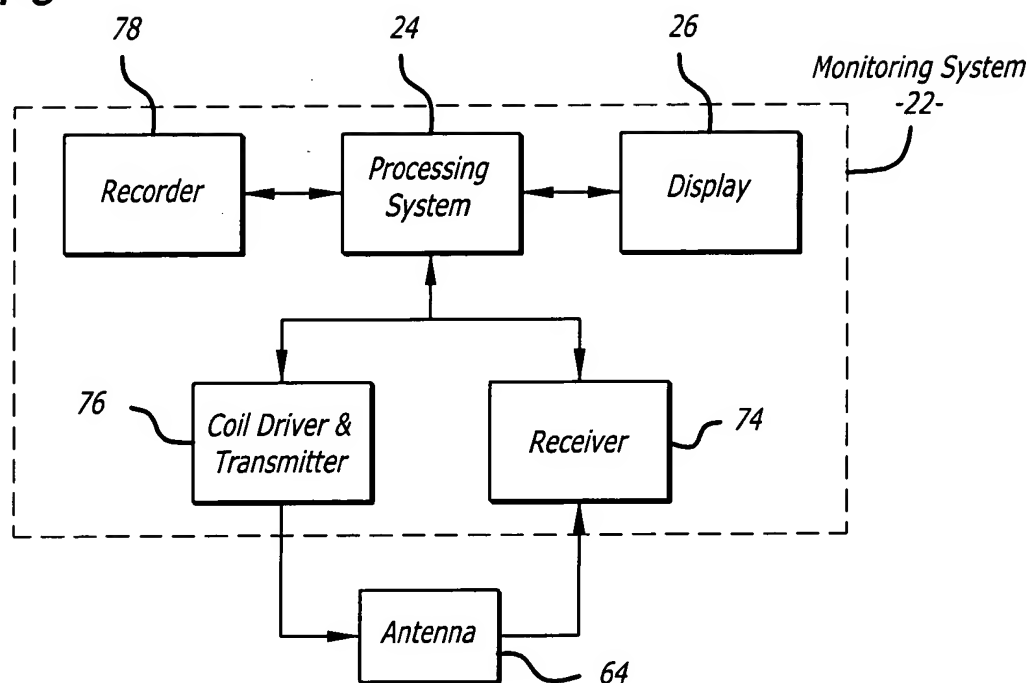 78
24
26
Monitoring System
-22-
Recorder
Processing
System
Display
76
Coil Driver &
Transmitter
Receiver
74
Antenna
64